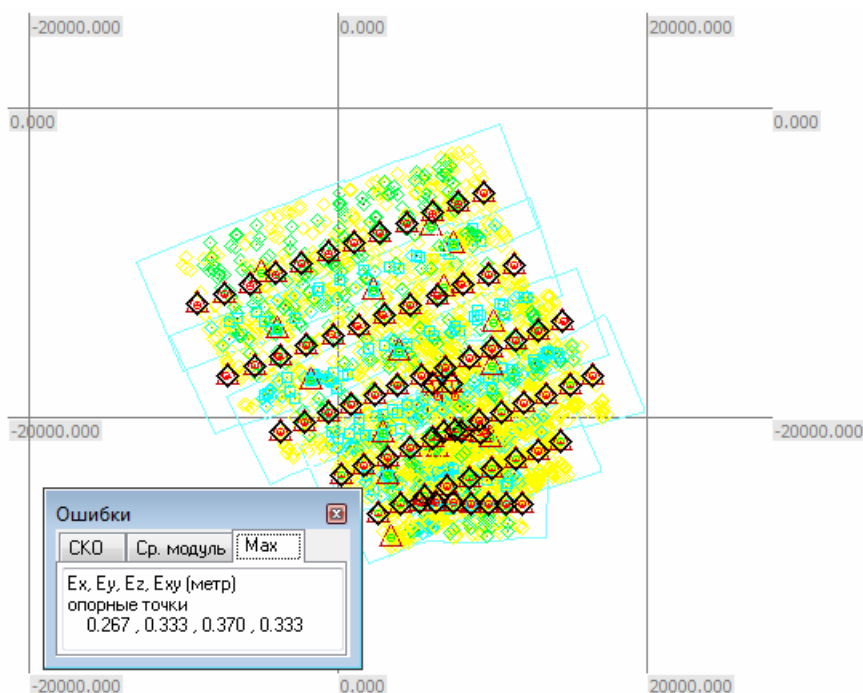 -20000.000 0.000 20000.000
0.000 0.000
-20000.000 -20000.000
Ошибки
СКО Ср. модуль Max
Ex, Ey, Ez, Exy (метр)
опорные точки
0.267 , 0.333 , 0.370 , 0.333
-20000.000 0.000 20000.000